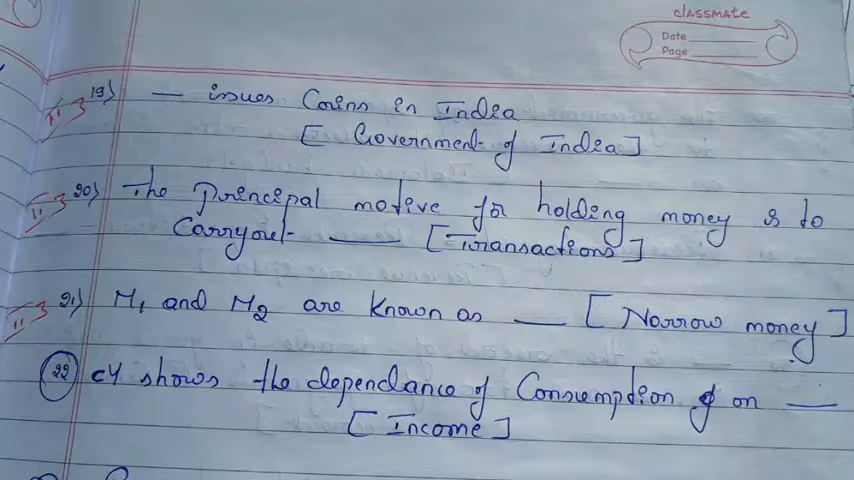 classmate
Date
Page
19) — issues Coins in India
[ Government of India ]
20) The principal motive for holding money is to
Carryout — [ Transactions ]
21) M1 and M2 are known as — [ Narrow money ]
22 cY shows the dependance of Consumption on —
[ Income ]